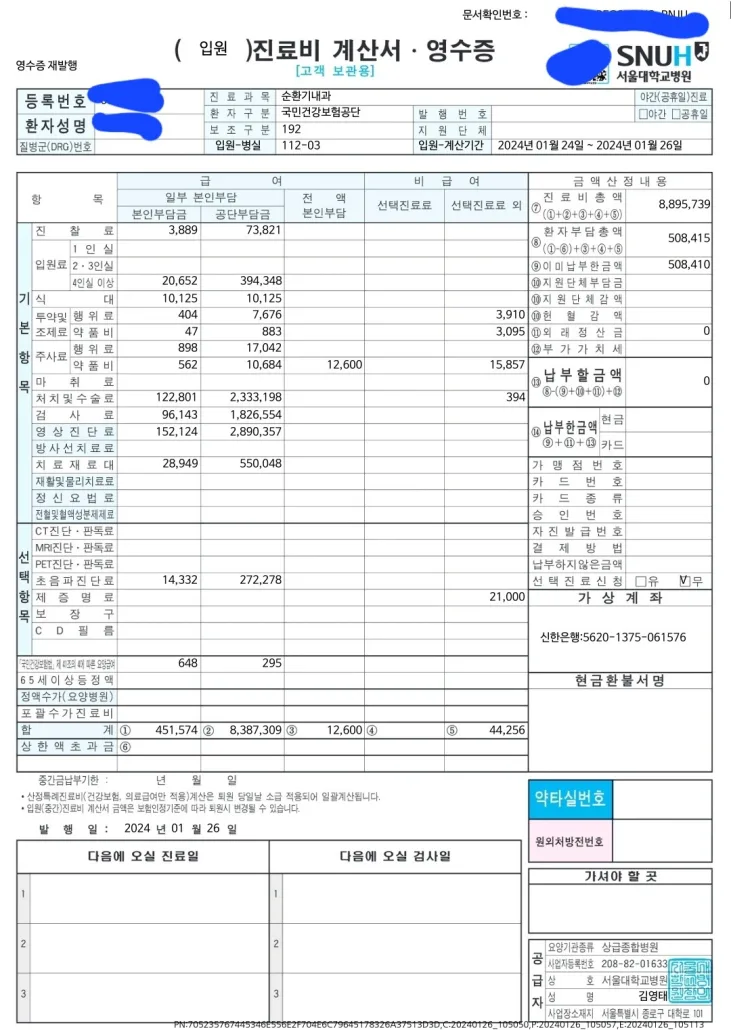 문서확인번호 :
영수증 재발행
( 입원 )진료비 계산서 · 영수증
[고객 보관용]
SNUH
서울대학교병원
등록번호 진료과목 순환기내과 야간(공휴일)진료
환자성명 환자구분 국민건강보험공단 발행번호 □야간 □공휴일
보조구분 192 지원단체
질병군(DRG)번호 입원-병실 112-03 입원-계산기간 2024년 01월 24일 ~ 2024년 01월 26일
항목 급여 비급여 금액산정내용
일부 본인부담 전액 본인부담 선택진료료 선택진료료 외
본인부담금 공단부담금
기본항목
진찰료 3,889 73,821
입원료 1인실
2·3인실
4인실 이상 20,652 394,348
식대 10,125 10,125
투약및 조제료 행위료 404 7,676 3,910
약품비 47 883 3,095
주사료 행위료 898 17,042
약품비 562 10,684 12,600 15,857
마취료
처치및수술료 122,801 2,333,198 394
검사료 96,143 1,826,554
영상진단료 152,124 2,890,357
방사선치료료
치료재료대 28,949 550,048
재활및물리치료료
정신요법료
전혈및혈액성분제제료
선택항목
CT진단·판독료
MRI진단·판독료
PET진단·판독료
초음파진단료 14,332 272,278
제증명료 21,000
보장구
CD필름
「국민건강보험법」제 41조의 4에 따른 요양급여 648 295
65세이상등정액
정액수가(요양병원)
포괄수가진료비
합계 ① 451,574 ② 8,387,309 ③ 12,600 ④ ⑤ 44,256
상한액초과금 ⑥
⑦ 진료비총액 (①+②+③+④+⑤) 8,895,739
⑧ 환자부담총액 (①-⑥)+③+④+⑤ 508,415
⑨이미납부한금액 508,410
⑩지원단체부담금
⑩지원단체감액
⑩헌혈감액
⑪외래정산금 0
⑫부가가치세
⑬ 납부할금액 ⑧-(⑨+⑩+⑪)+⑫ 0
⑭ 납부한금액 ⑨+⑪+⑬ 현금
카드
가맹점번호
카드번호
카드종류
승인번호
자진발급번호
결제방법
납부하지않은금액
선택진료신청 □유 ☑무
가상계좌
신한은행:5620-1375-061576
현금환불서명
중간금납부기한 : 년 월 일
* 산정특례진료비(건강보험, 의료급여만 적용)계산은 퇴원 당일날 소급 적용되어 일괄계산됩니다.
* 입원(중간)진료비 계산서 금액은 보험인정기준에 따라 퇴원시 변경될 수 있습니다.
발행일 : 2024 년 01 월 26 일
약타실번호
원외처방전번호
다음에 오실 진료일 다음에 오실 검사일
1 1
2 2
3 3
가셔야 할 곳
공급자
요양기관종류 상급종합병원
사업자등록번호 208-82-01633
상호 서울대학교병원
성명 김영태
사업장소재지 서울특별시 종로구 대학로 101
PN:705235767445346E556E2F704E6C79645178326A37513D3D,C:20240126_105050,P:20240126_105057,E:20240126_105113